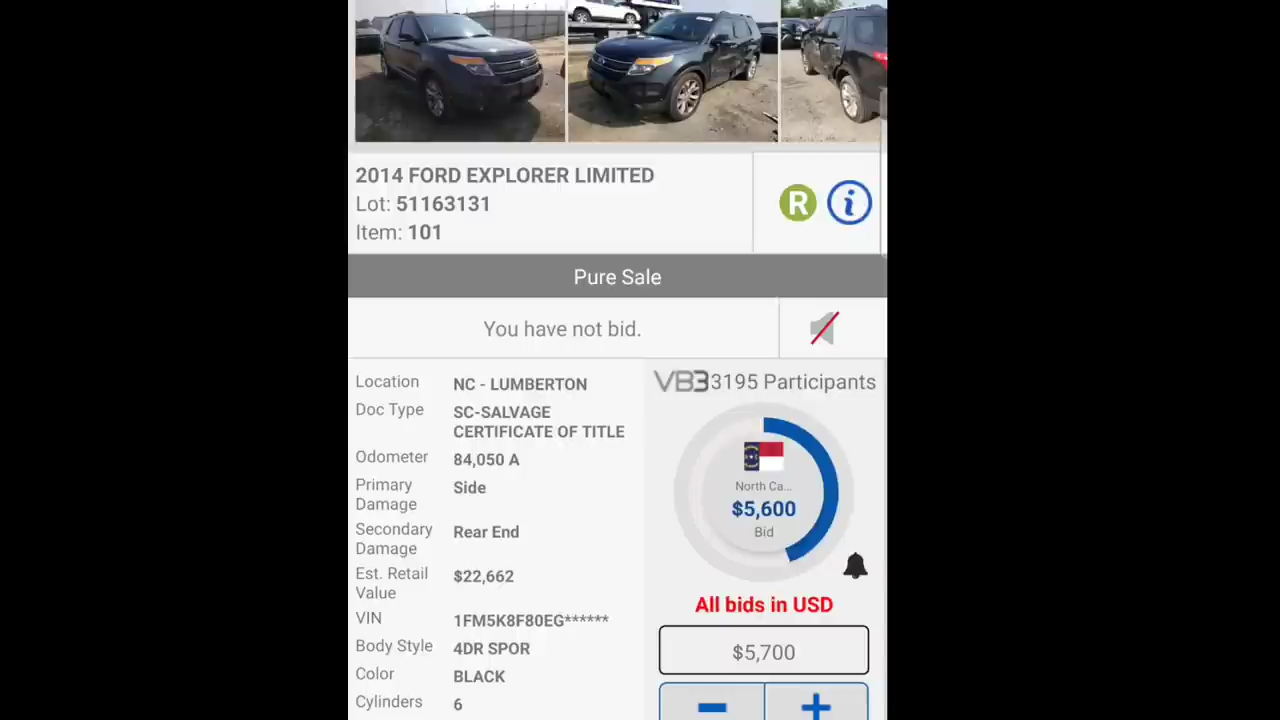 2014 FORD EXPLORER LIMITED
Lot: 51163131
Item: 101
R i
Pure Sale
You have not bid.
Location NC - LUMBERTON
Doc Type SC-SALVAGE
CERTIFICATE OF TITLE
Odometer 84,050 A
Primary
Damage Side
Secondary
Damage Rear End
Est. Retail
Value $22,662
VIN 1FM5K8F80EG******
Body Style 4DR SPOR
Color BLACK
Cylinders 6
VB3 3195 Participants
North Ca...
$5,600
Bid
All bids in USD
$5,700
− +